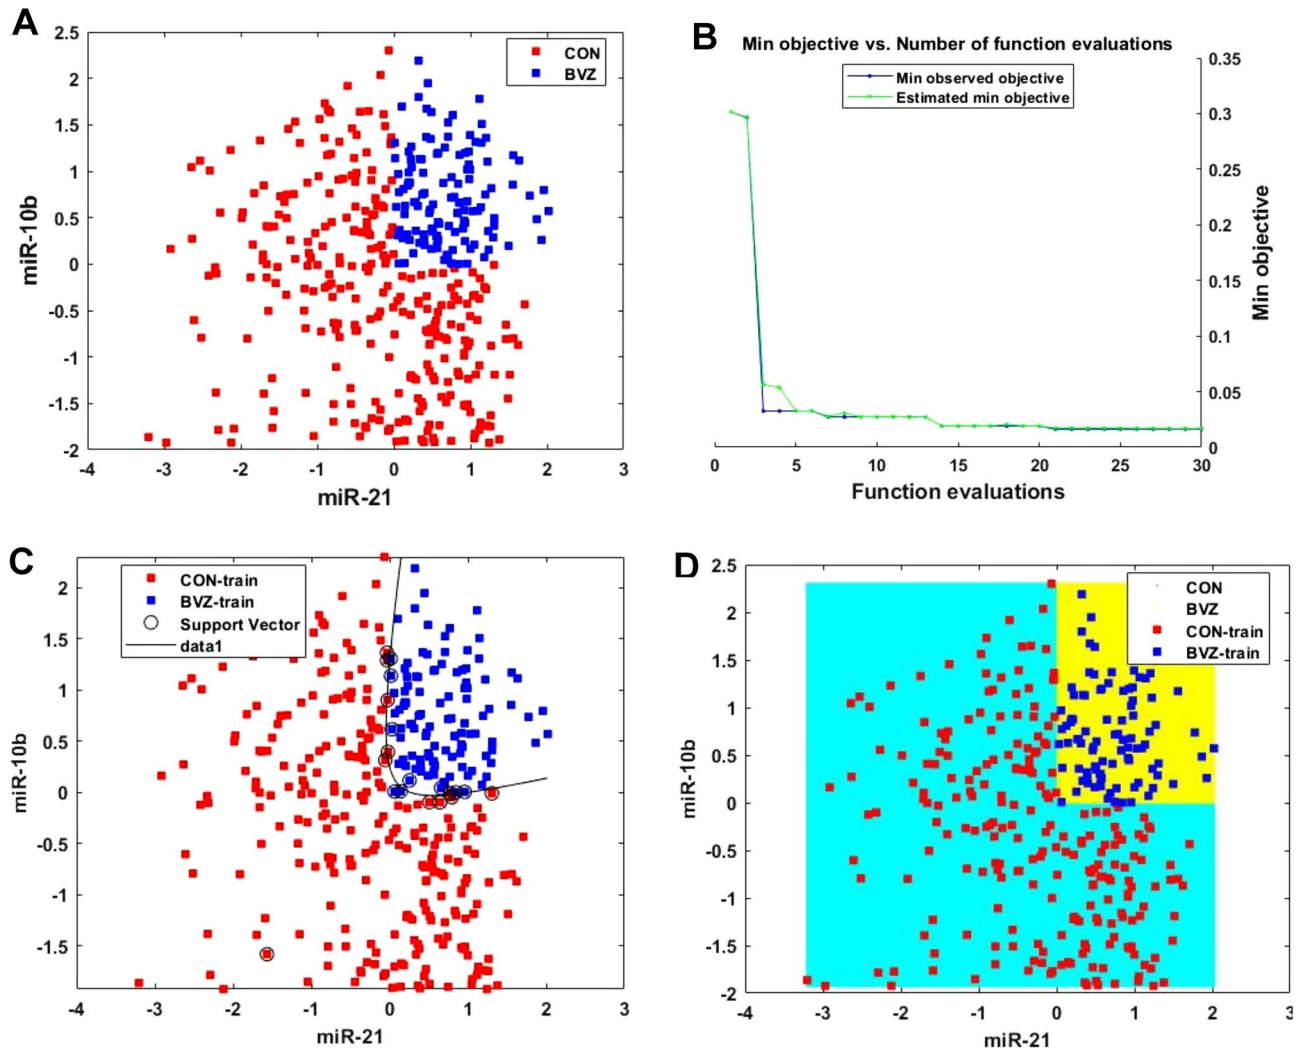 A
2.5
2
1.5
1
0.5
0
-0.5
-1
-1.5
-2
-4
-3
-2
-1
0
1
2
3
miR-10b
miR-21
CON
BVZ
B
Min objective vs. Number of function evaluations
Min observed objective
Estimated min objective
0.35
0.3
0.25
0.2
0.15
0.1
0.05
0
0
5
10
15
20
25
30
Min objective
Function evaluations
C
CON-train
BVZ-train
Support Vector
data1
2
1.5
1
0.5
0
-0.5
-1
-1.5
-4
-3
-2
-1
0
1
2
3
miR-10b
miR-21
D
CON
BVZ
CON-train
BVZ-train
2.5
2
1.5
1
0.5
0
-0.5
-1
-1.5
-2
-4
-3
-2
-1
0
1
2
3
miR-10b
miR-21